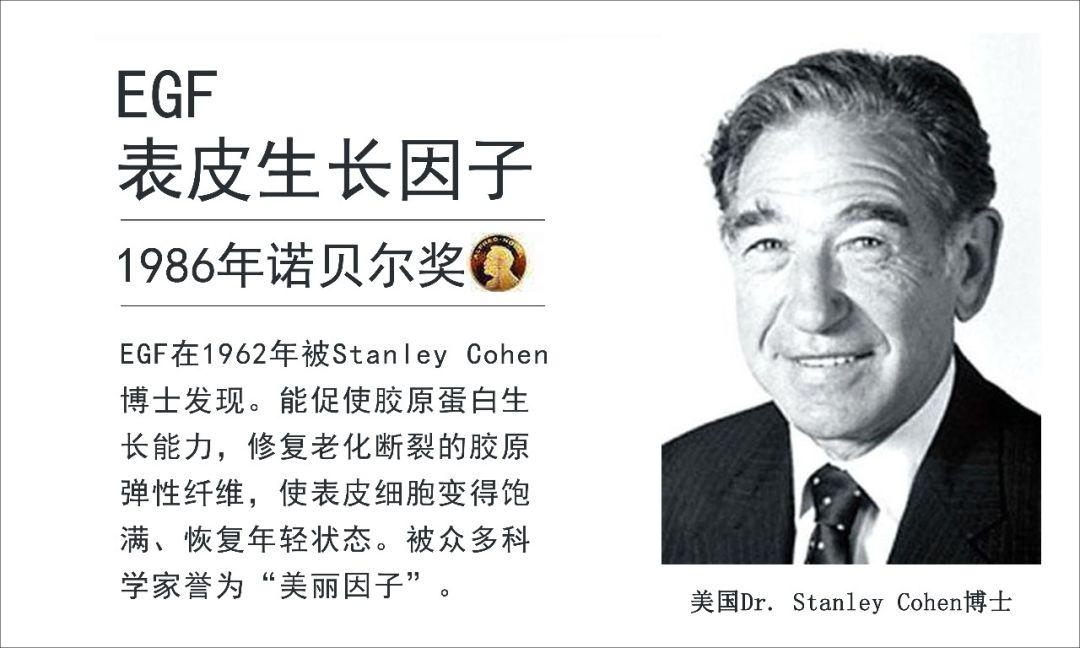 EGF
表皮生长因子
1986年诺贝尔奖
EGF在1962年被Stanley Cohen
博士发现。能促使胶原蛋白生
长能力，修复老化断裂的胶原
弹性纤维，使表皮细胞变得饱
满、恢复年轻状态。被众多科
学家誉为“美丽因子”。
美国Dr. Stanley Cohen博士